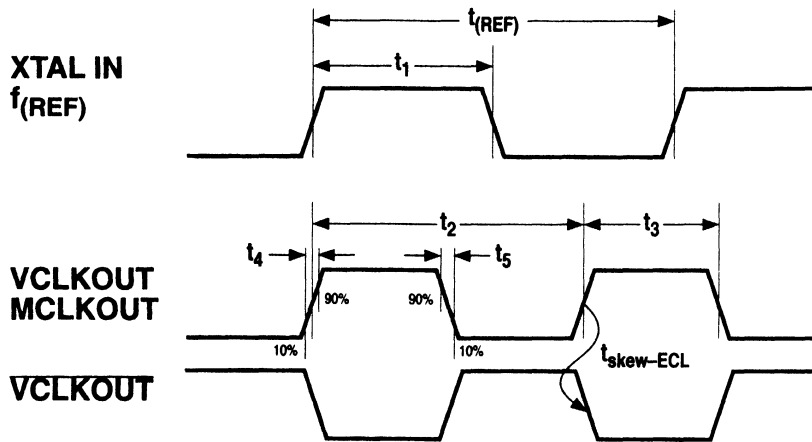 t(REF)
t1
XTAL IN
f(REF)
t2
t3
t4
t5
VCLKOUT
MCLKOUT
90%
90%
10%
10%
tskew–ECL
VCLKOUT